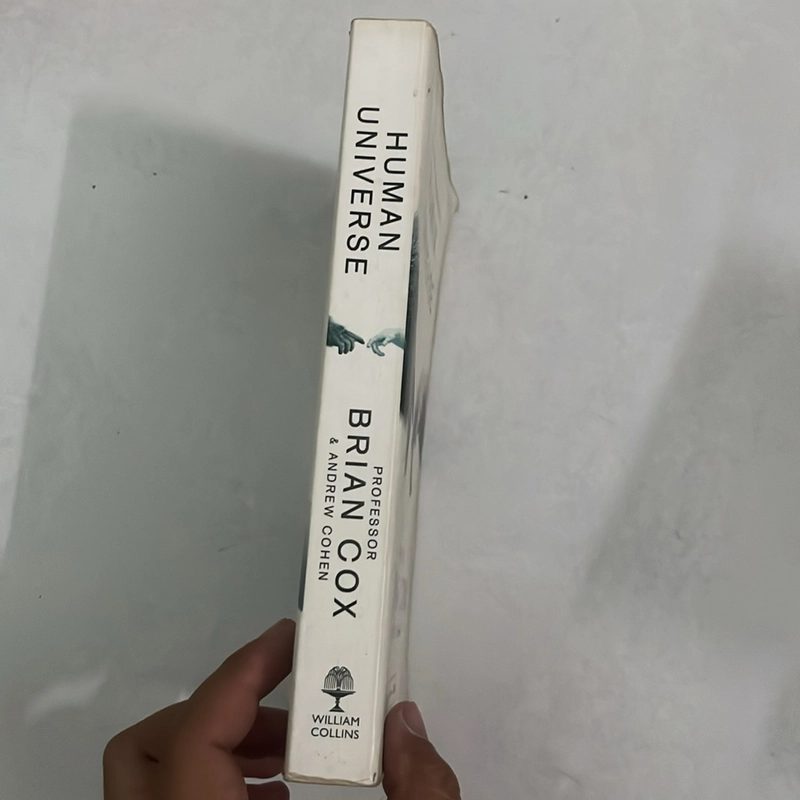 HUMAN
UNIVERSE
PROFESSOR
BRIAN COX
& ANDREW COHEN
WILLIAM
COLLINS